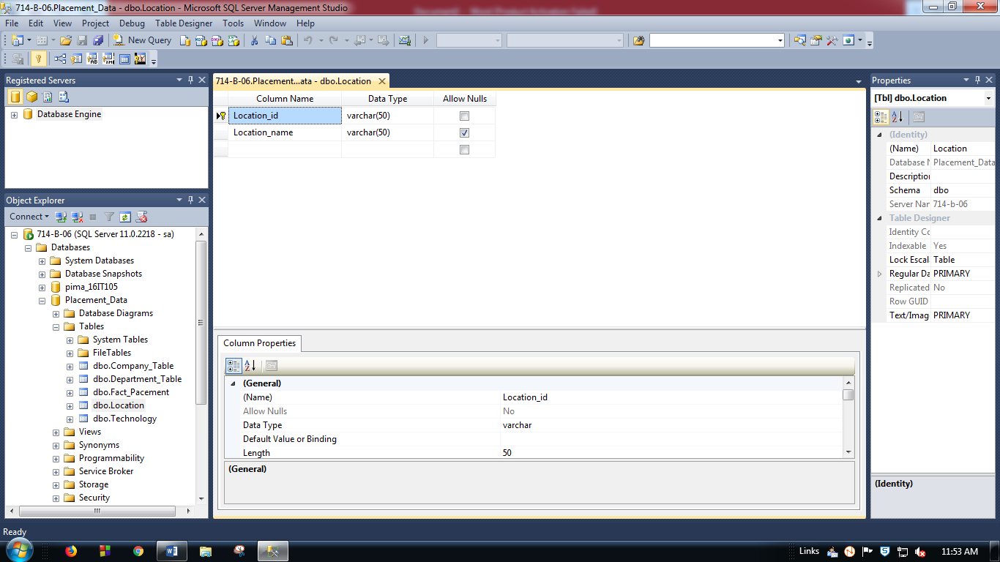 714-B-06.Placement_Data - dbo.Location - Microsoft SQL Server Management Studio
File Edit View Project Debug Table Designer Tools Window Help
New Query
Registered Servers
Database Engine
Object Explorer
Connect
714-B-06 (SQL Server 11.0.2218 - sa)
Databases
System Databases
Database Snapshots
pima_16IT105
Placement_Data
Database Diagrams
Tables
System Tables
FileTables
dbo.Company_Table
dbo.Department_Table
dbo.Fact_Pacement
dbo.Location
dbo.Technology
Views
Synonyms
Programmability
Service Broker
Storage
Security
714-B-06.Placement...ata - dbo.Location
Column Name Data Type Allow Nulls
Location_id varchar(50)
Location_name varchar(50)
Column Properties
(General)
(Name) Location_id
Allow Nulls No
Data Type varchar
Default Value or Binding
Length 50
(General)
Properties
[Tbl] dbo.Location
(Identity)
(Name) Location
Database N Placement_Data
Description
Schema dbo
Server Nar 714-b-06
Table Designer
Identity Cc
Indexable Yes
Lock Escal Table
Regular Da PRIMARY
Replicated No
Row GUID
Text/Imag PRIMARY
(Identity)
Ready
Links 11:53 AM